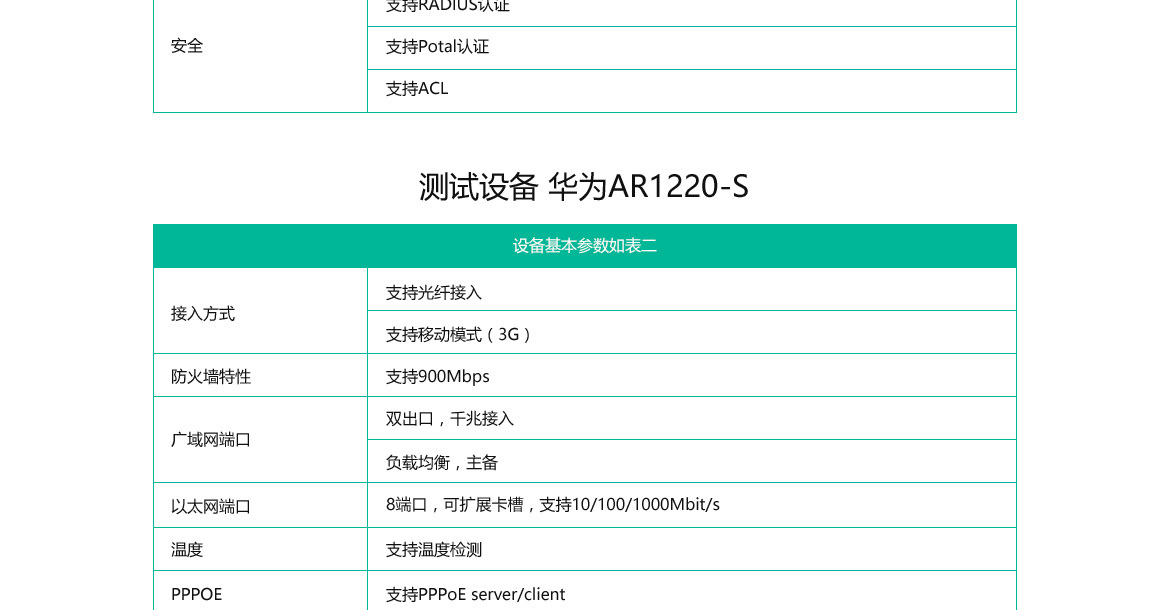 支持RADIUS认证
安全
支持Potal认证
支持ACL
测试设备 华为AR1220-S
设备基本参数如表二
接入方式
支持光纤接入
支持移动模式（3G）
防火墙特性
支持900Mbps
广域网端口
双出口，千兆接入
负载均衡，主备
以太网端口
8端口，可扩展卡槽，支持10/100/1000Mbit/s
温度
支持温度检测
PPPOE
支持PPPoE server/client